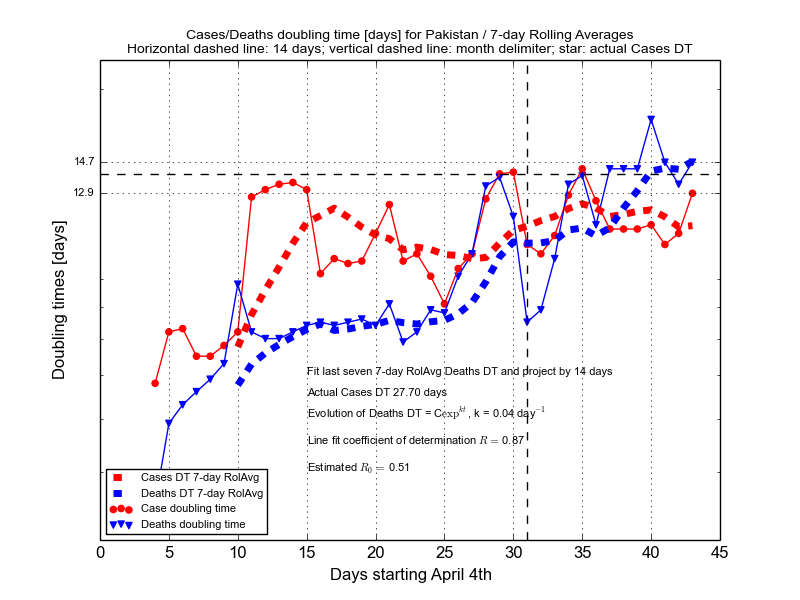 Cases/Deaths doubling time [days] for Pakistan / 7-day Rolling Averages
Horizontal dashed line: 14 days; vertical dashed line: month delimiter; star: actual Cases DT
14.7
12.9
Doubling times [days]
Fit last seven 7-day RolAvg Deaths DT and project by 14 days
Actual Cases DT 27.70 days
Evolution of Deaths DT = Cexp^{kt}, k = 0.04 day^{-1}
Line fit coefficient of determination R = 0.87
Estimated R_0 = 0.51
Cases DT 7-day RolAvg
Deaths DT 7-day RolAvg
Case doubling time
Deaths doubling time
0 5 10 15 20 25 30 35 40 45
Days starting April 4th